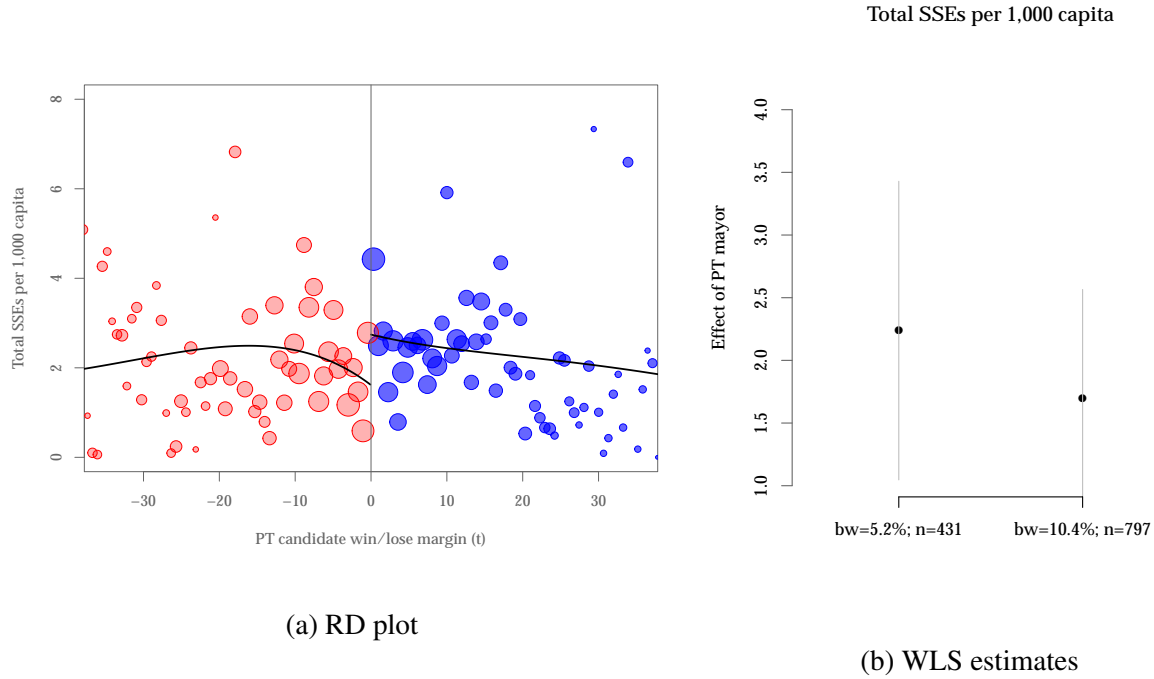 Total SSEs per 1,000 capita
8
6
4
2
0
Total SSEs per 1,000 capita
−30
−20
−10
0
10
20
30
PT candidate win/lose margin (t)
(a) RD plot
4.0
3.5
3.0
2.5
2.0
1.5
1.0
Effect of PT mayor
bw=5.2%; n=431
bw=10.4%; n=797
(b) WLS estimates